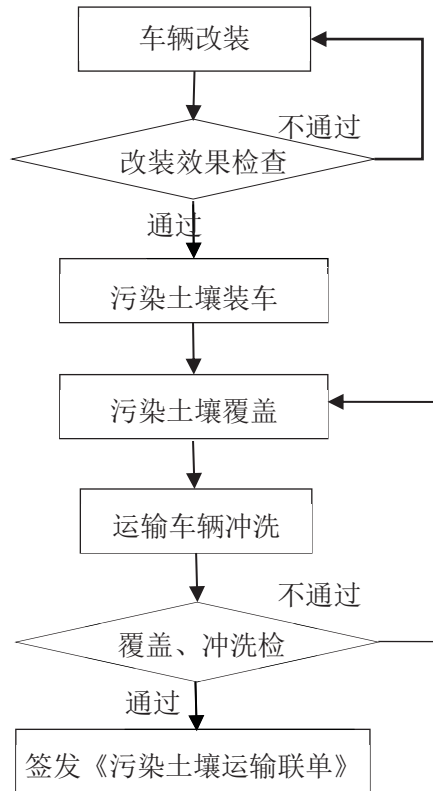 车辆改装
不通过
改装效果检查
通过
污染土壤装车
污染土壤覆盖
运输车辆冲洗
不通过
覆盖、冲洗检
通过
签发《污染土壤运输联单》